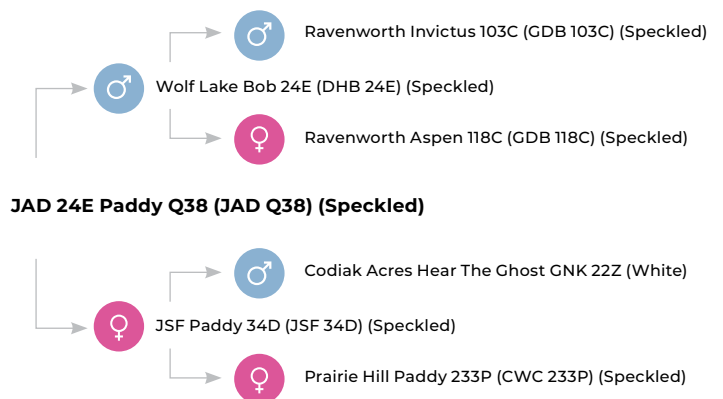 Ravenworth Invictus 103C (GDB 103C) (Speckled)
Wolf Lake Bob 24E (DHB 24E) (Speckled)
Ravenworth Aspen 118C (GDB 118C) (Speckled)
JAD 24E Paddy Q38 (JAD Q38) (Speckled)
Codiak Acres Hear The Ghost GNK 22Z (White)
JSF Paddy 34D (JSF 34D) (Speckled)
Prairie Hill Paddy 233P (CWC 233P) (Speckled)